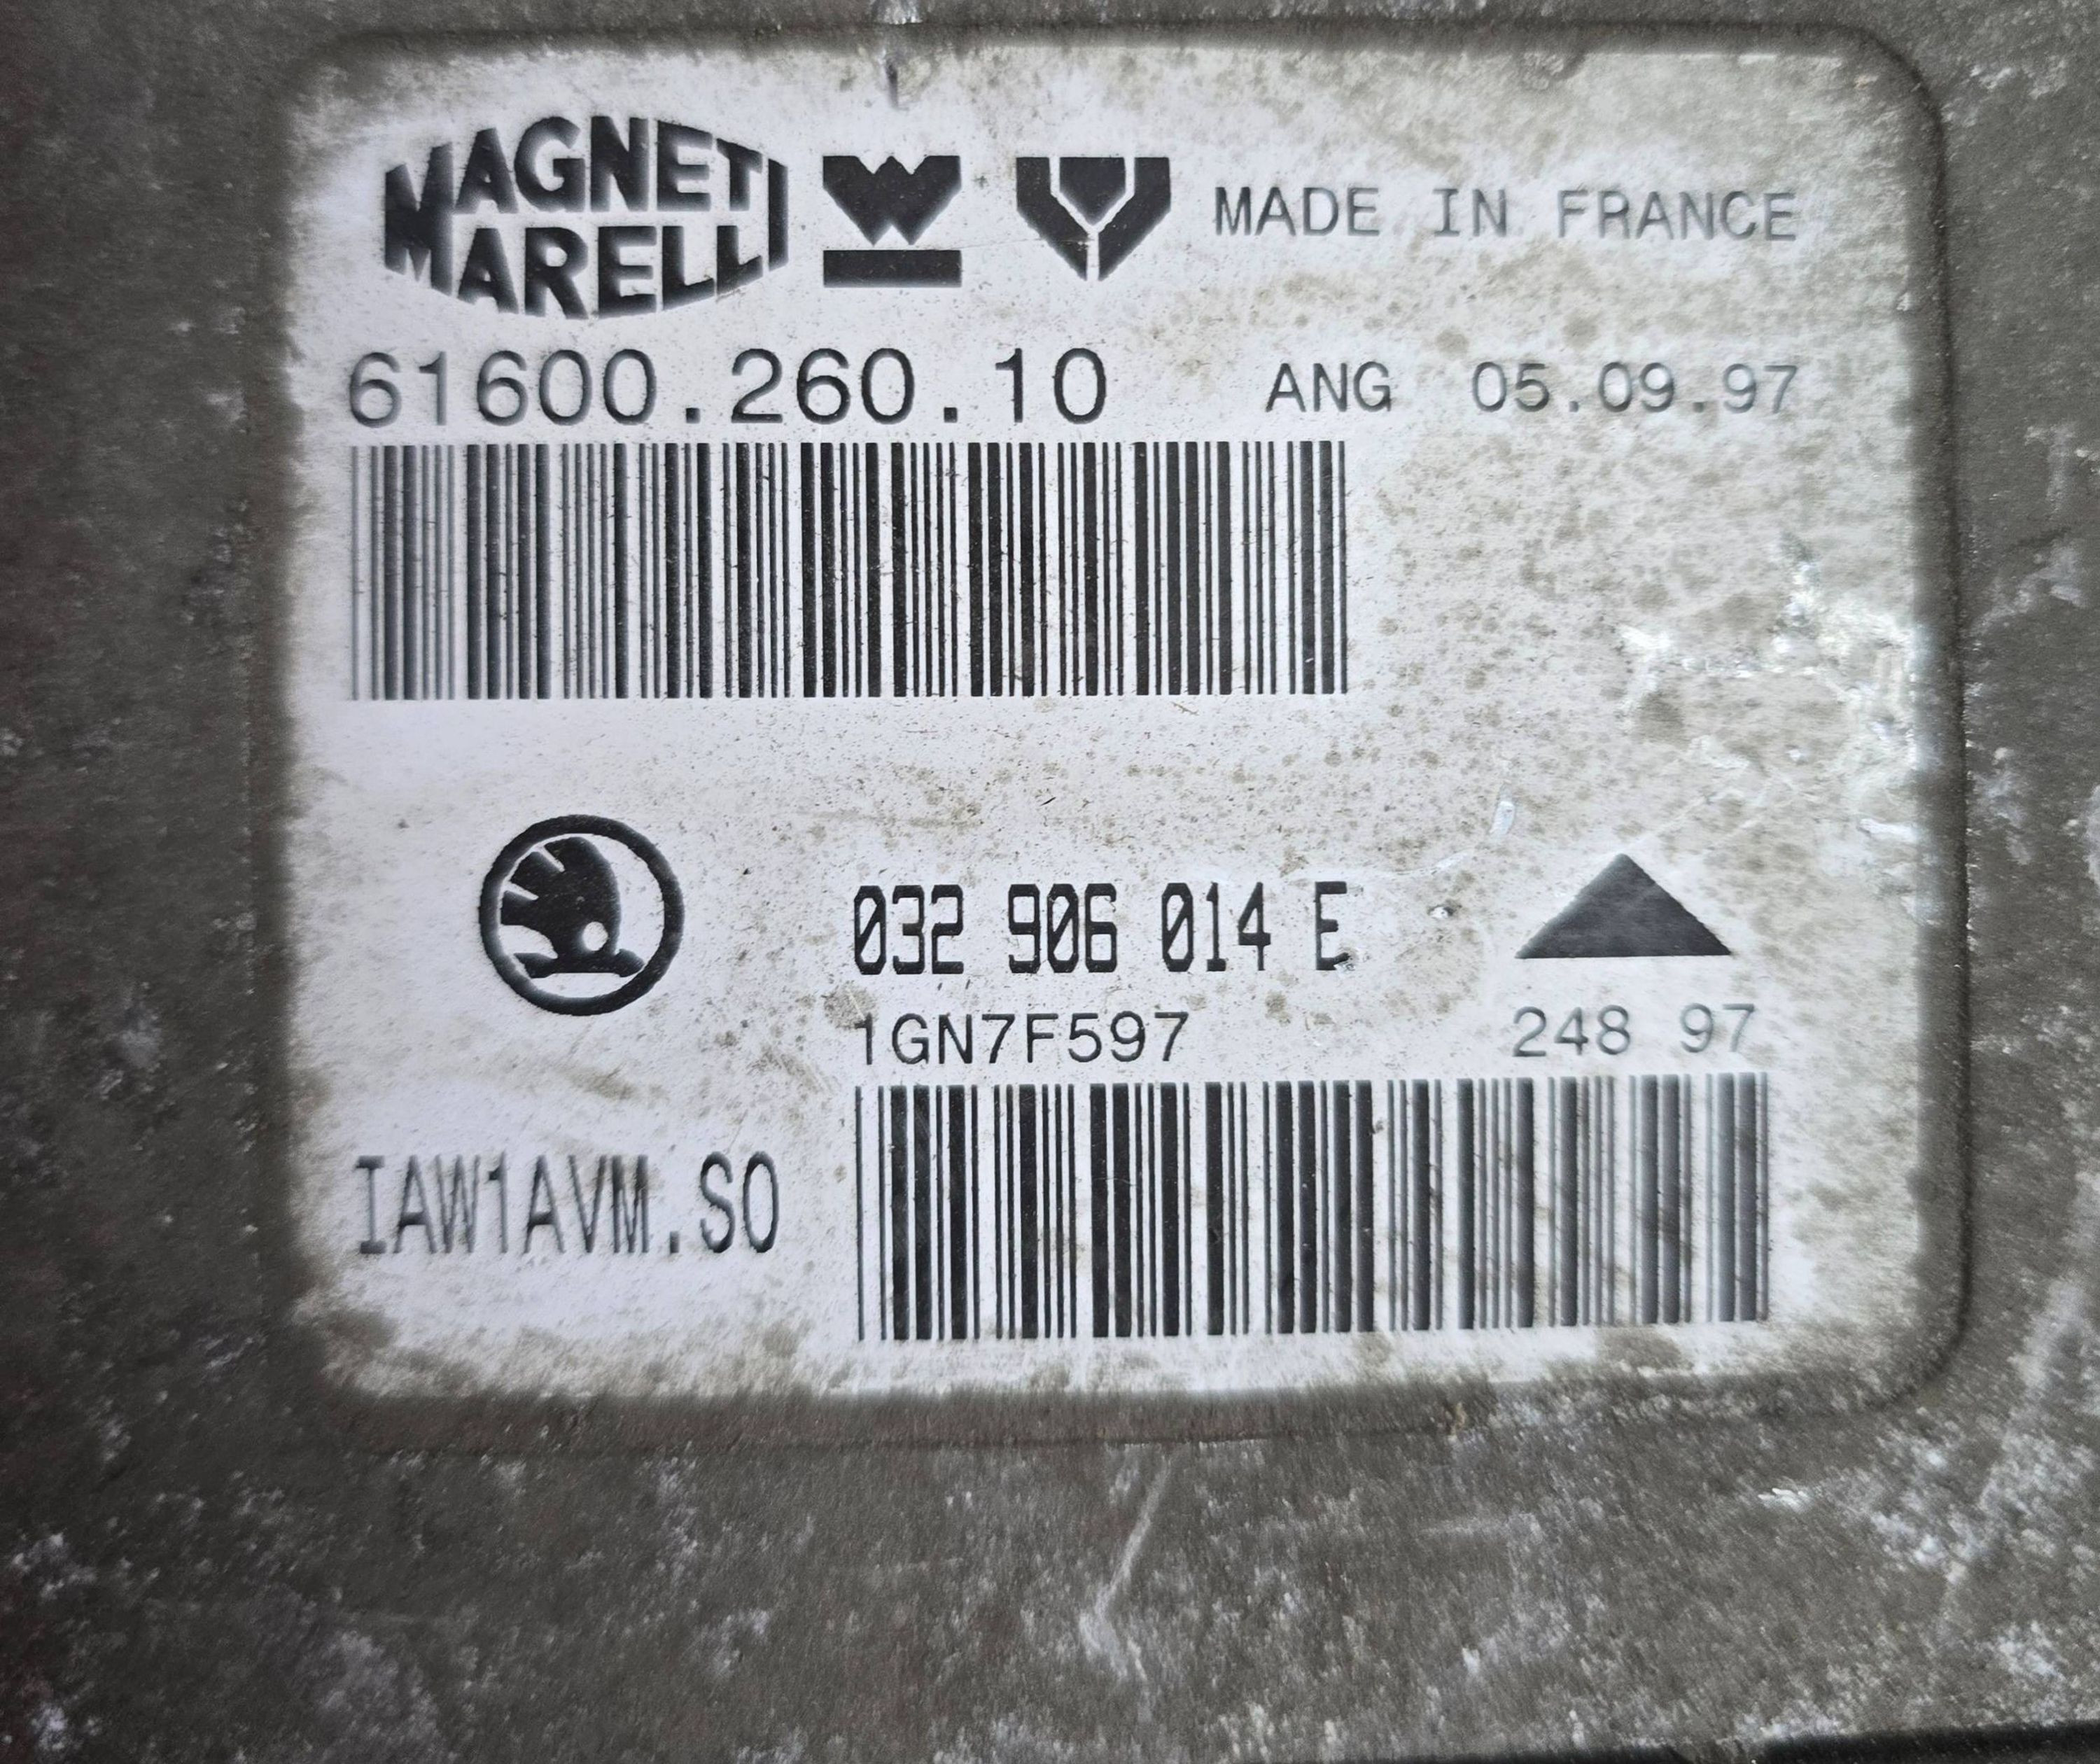 MAGNETI
MARELLI
MADE IN FRANCE
61600.260.10 ANG 05.09.97
032 906 014 E
1GN7F597 248 97
IAW1AVM.S0